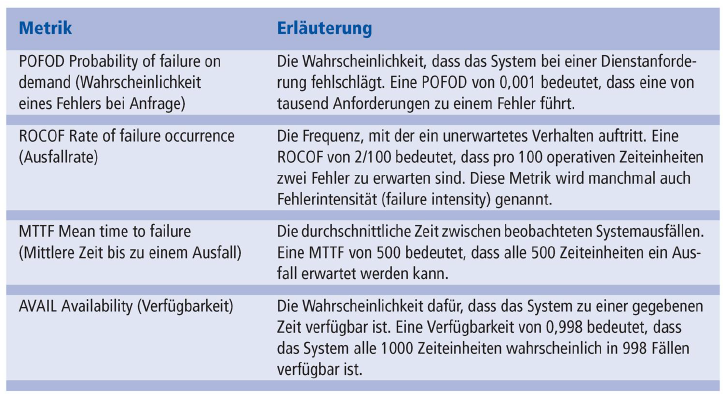 Metrik
Erläuterung
POFOD Probability of failure on
demand (Wahrscheinlichkeit
eines Fehlers bei Anfrage)
Die Wahrscheinlichkeit, dass das System bei einer Dienstanforde-
rung fehlschlägt. Eine POFOD von 0,001 bedeutet, dass eine von
tausend Anforderungen zu einem Fehler führt.
ROCOF Rate of failure occurrence
(Ausfallrate)
Die Frequenz, mit der ein unerwartetes Verhalten auftritt. Eine
ROCOF von 2/100 bedeutet, dass pro 100 operativen Zeiteinheiten
zwei Fehler zu erwarten sind. Diese Metrik wird manchmal auch
Fehlerintensität (failure intensity) genannt.
MTTF Mean time to failure
(Mittlere Zeit bis zu einem Ausfall)
Die durchschnittliche Zeit zwischen beobachteten Systemausfällen.
Eine MTTF von 500 bedeutet, dass alle 500 Zeiteinheiten ein Aus-
fall erwartet werden kann.
AVAIL Availability (Verfügbarkeit)
Die Wahrscheinlichkeit dafür, dass das System zu einer gegebenen
Zeit verfügbar ist. Eine Verfügbarkeit von 0,998 bedeutet, dass
das System alle 1000 Zeiteinheiten wahrscheinlich in 998 Fällen
verfügbar ist.